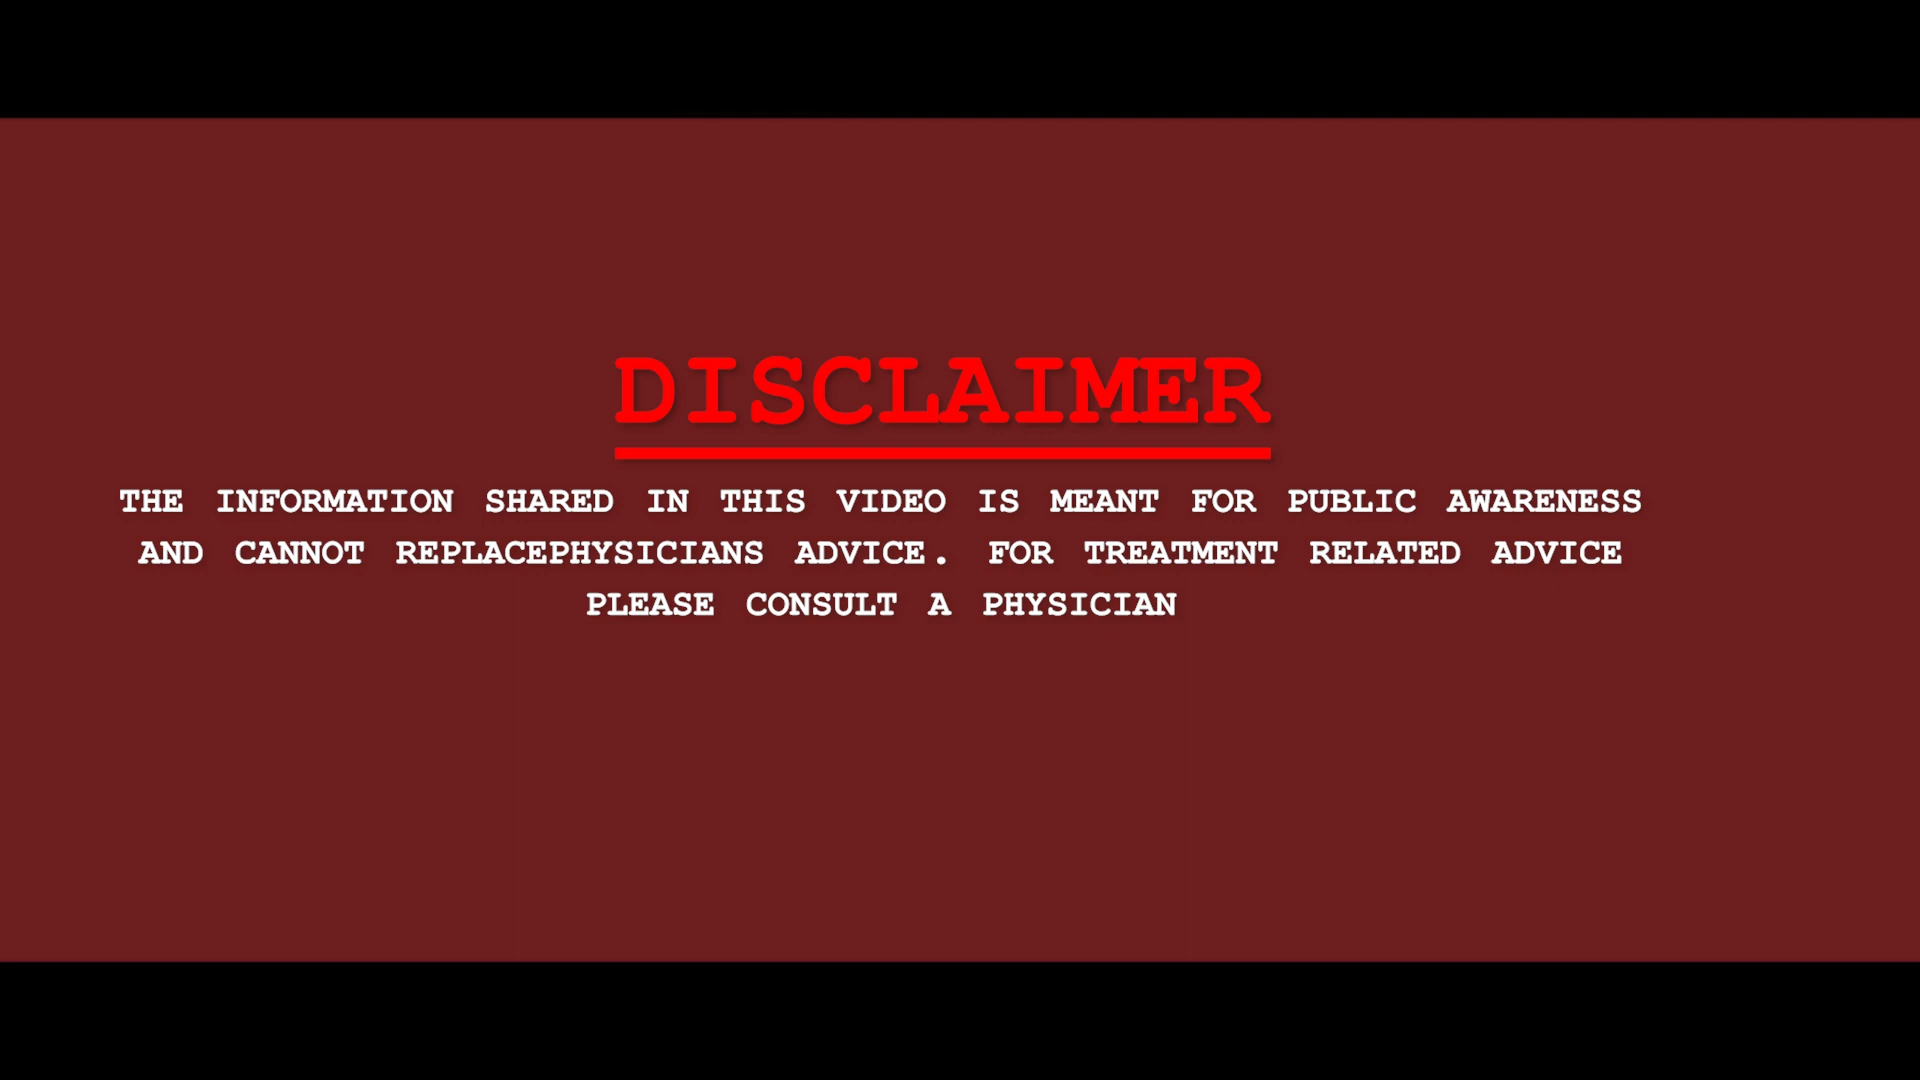 DISCLAIMER
THE INFORMATION SHARED IN THIS VIDEO IS MEANT FOR PUBLIC AWARENESS
AND CANNOT REPLACEPHYSICIANS ADVICE. FOR TREATMENT RELATED ADVICE
PLEASE CONSULT A PHYSICIAN